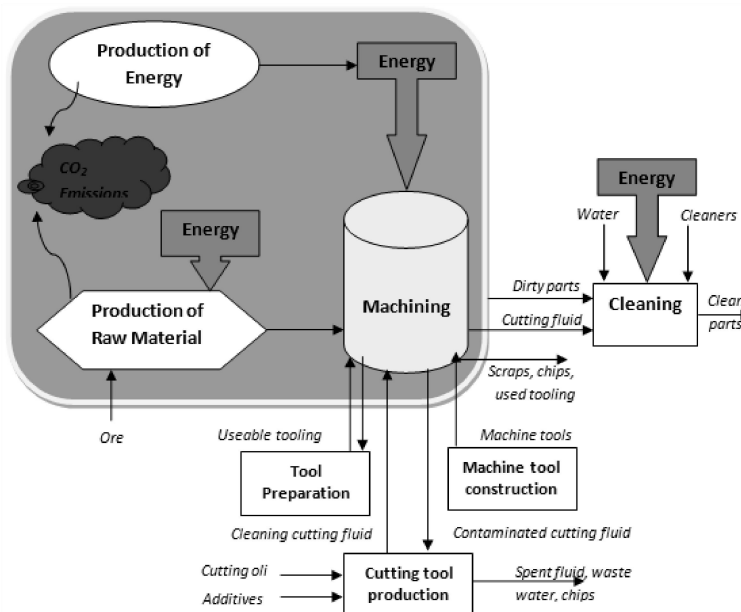 Production of
Energy
Energy
CO2
Emissions
Energy
Energy
Water
Cleaners
Production of
Raw Material
Machining
Dirty parts
Cutting fluid
Cleaning
Clear
parts
Scraps, chips,
used tooling
Ore
Useable tooling
Machine tools
Tool
Preparation
Machine tool
construction
Cleaning cutting fluid
Contaminated cutting fluid
Cutting oli
Additives
Cutting tool
production
Spent fluid, waste
water, chips